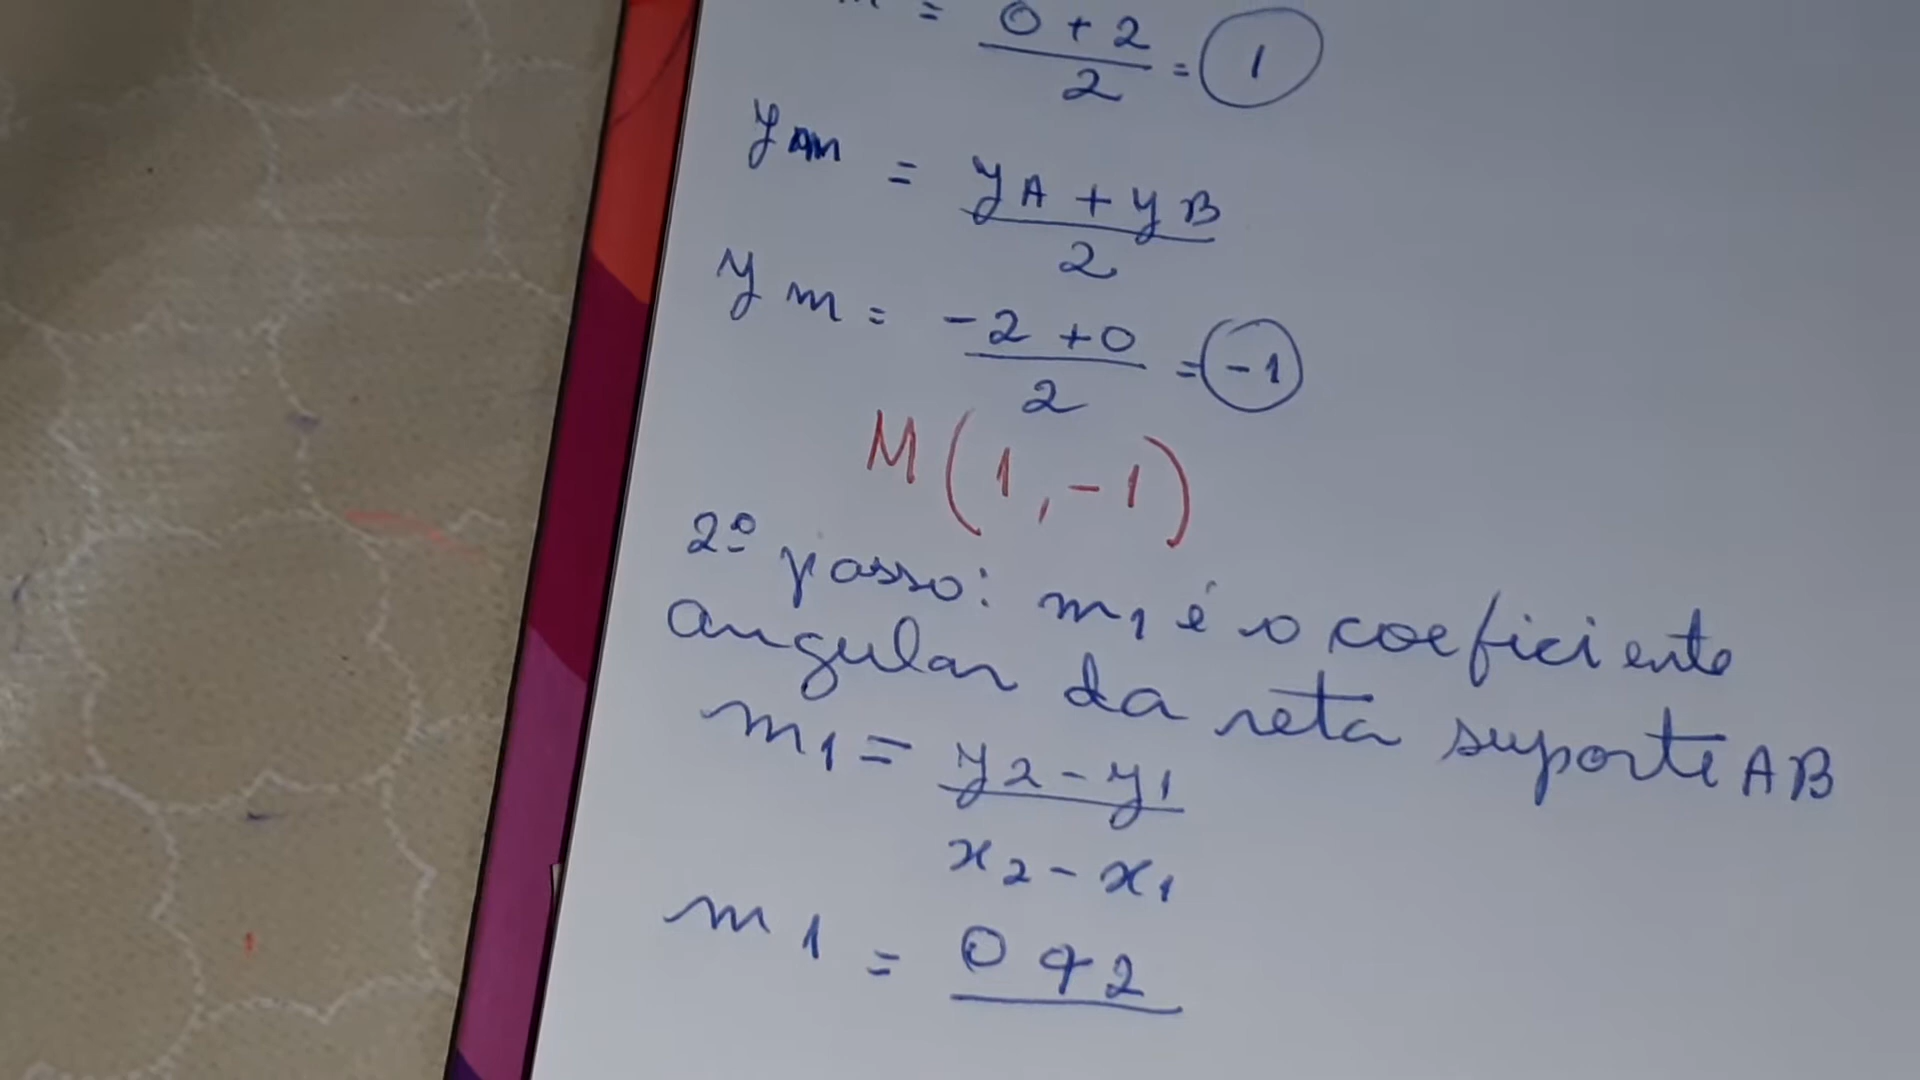 m = 0 + 2 / 2 = 1
yAM = yA + yB / 2
ym = -2 + 0 / 2 = -1
M(1, -1)
2º passo: m1 é o coeficiente
angular da reta suporte AB
m1 = y2 - y1 / x2 - x1
m1 = 0 + 2